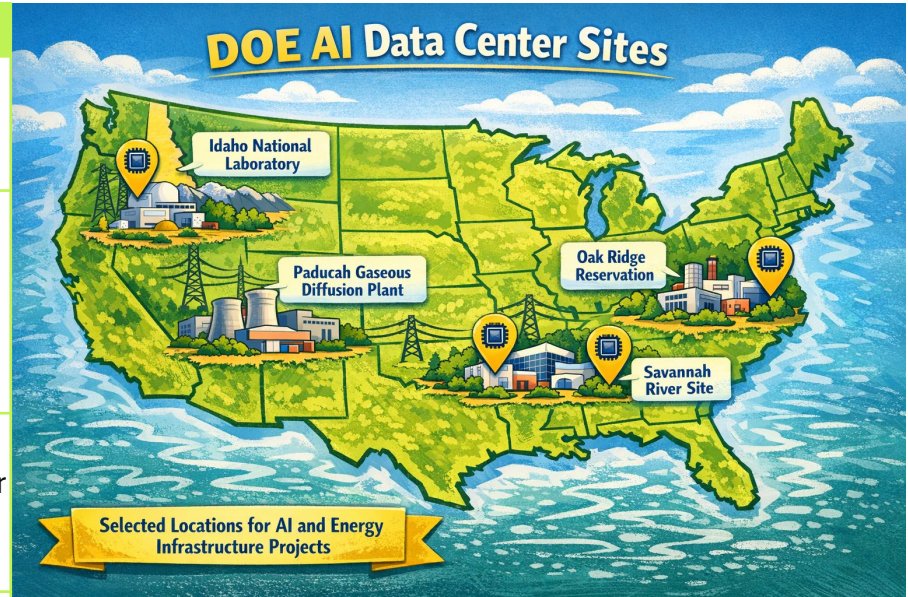 DOE AI Data Center Sites
Idaho National
Laboratory
Paducah Gaseous
Diffusion Plant
Oak Ridge
Reservation
Savannah
River Site
r
Selected Locations for AI and Energy
Infrastructure Projects